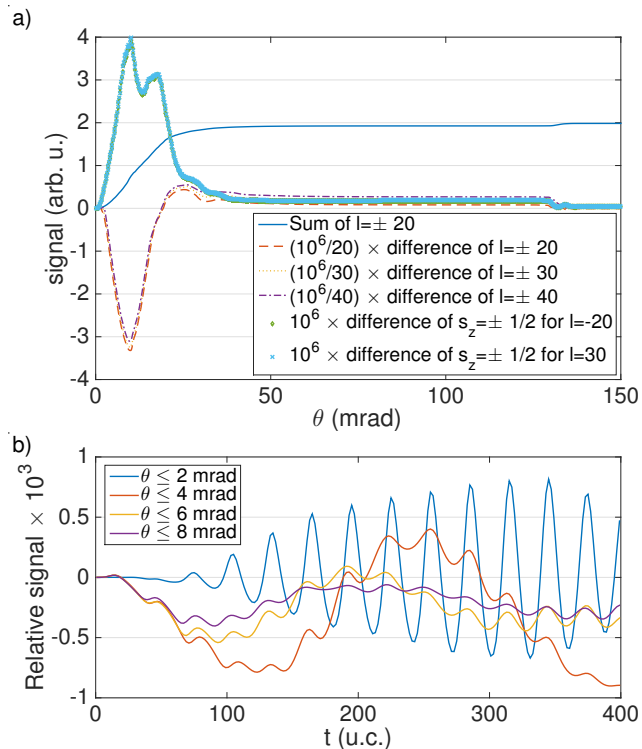 a)
4
3
2
1
0
-1
-2
-3
-4
signal (arb. u.)
Sum of l=± 20
(10^6/20) × difference of l=± 20
(10^6/30) × difference of l=± 30
(10^6/40) × difference of l=± 40
10^6 × difference of s_z=± 1/2 for l=-20
10^6 × difference of s_z=± 1/2 for l=30
0 50 100 150
θ (mrad)
b)
1
0.5
0
-0.5
-1
Relative signal × 10^3
θ ≤ 2 mrad
θ ≤ 4 mrad
θ ≤ 6 mrad
θ ≤ 8 mrad
0 100 200 300 400
t (u.c.)